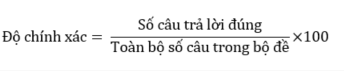 Độ chính xác = Số câu trả lời đúng / Toàn bộ số câu trong bộ đề ×100